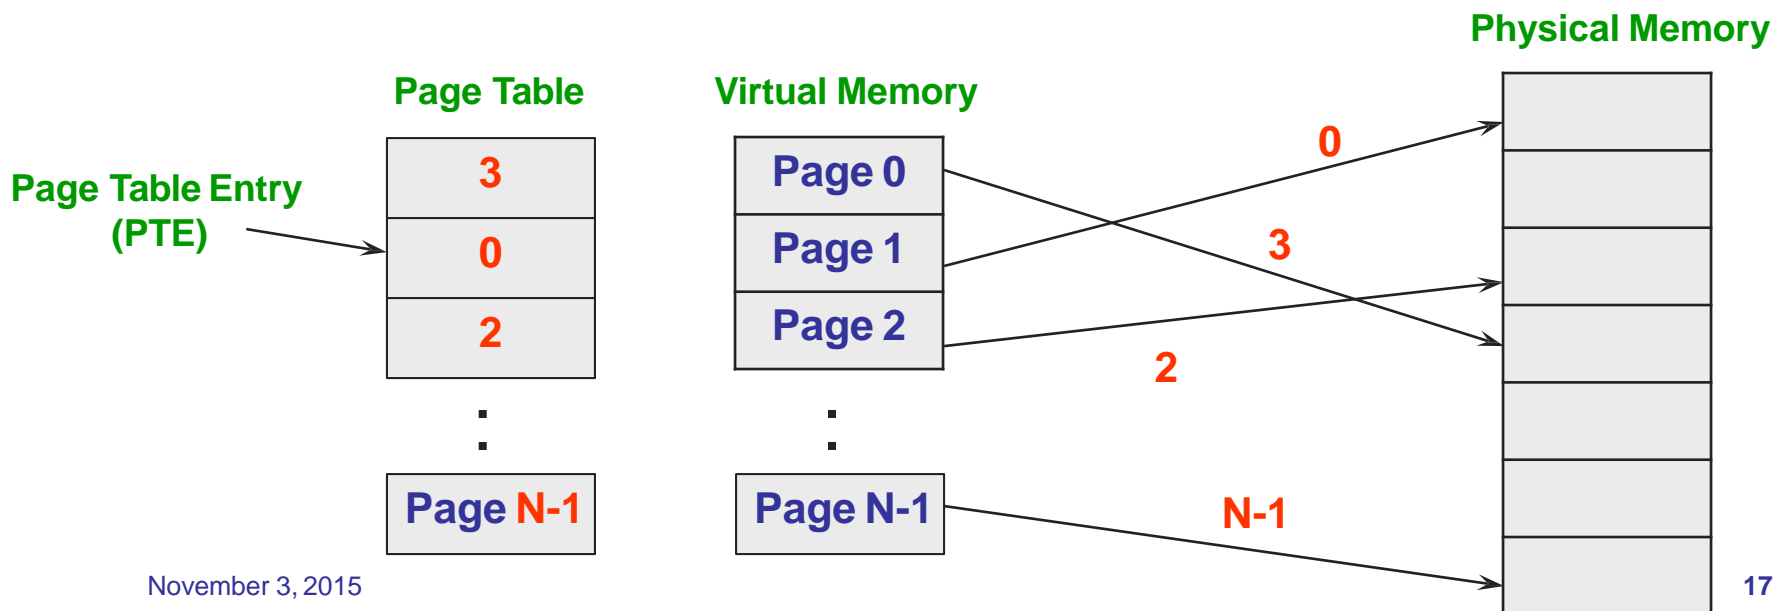 Physical Memory
Page Table
Virtual Memory
Page Table Entry
(PTE)
3
0
2
:
Page N-1
Page 0
Page 1
Page 2
:
Page N-1
0
3
2
N-1
November 3, 2015
17